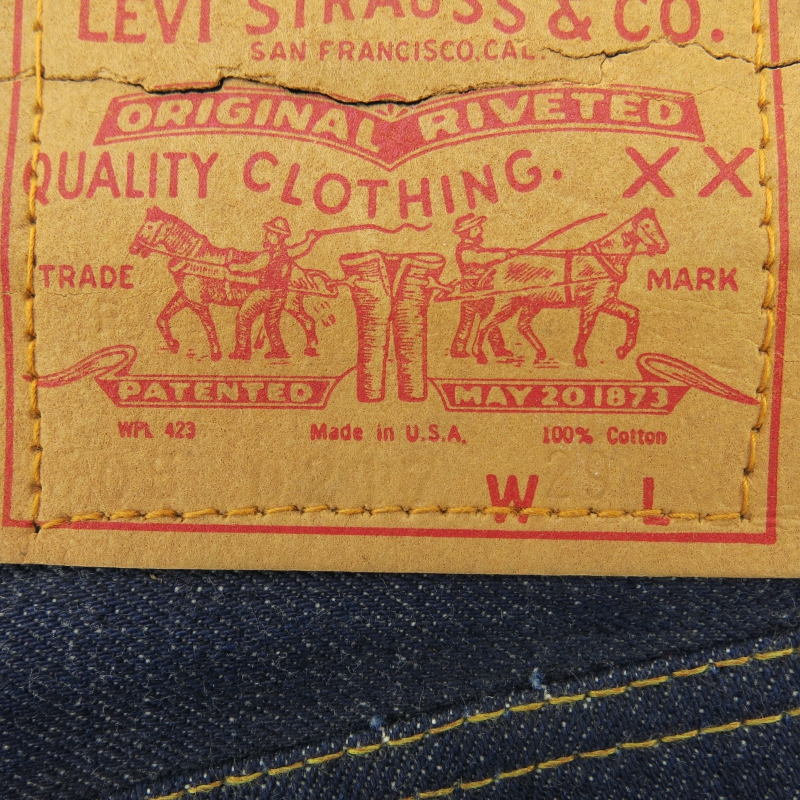 LEVI STRAUSS & CO.
SAN FRANCISCO, CAL.
ORIGINAL RIVETED
QUALITY CLOTHING. XX
TRADE MARK
PATENTED MAY 20 1873
WPL 423 Made in U.S.A. 100% Cotton
W 29 L